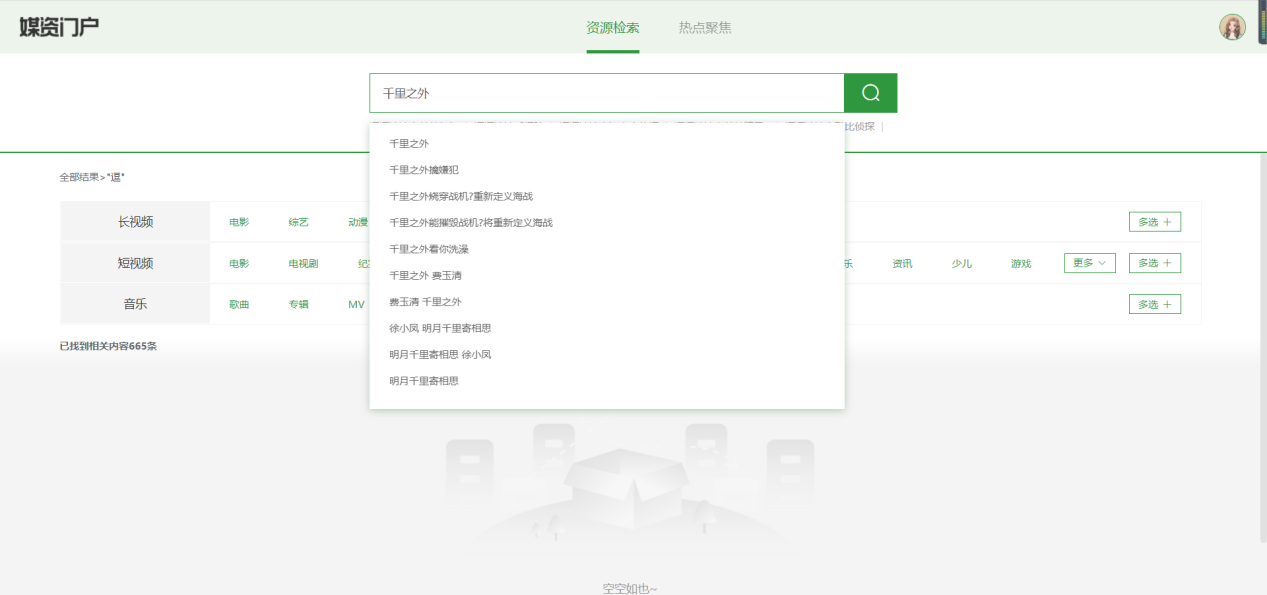 媒资门户
资源检索 热点聚焦
千里之外
比侦探 |
千里之外
千里之外擒嫌犯
千里之外烧穿战机?重新定义海战
千里之外能摧毁战机?将重新定义海战
千里之外看你洗澡
千里之外 费玉清
费玉清 千里之外
徐小凤 明月千里寄相思
明月千里寄相思 徐小凤
明月千里寄相思
全部结果>"逗"
长视频 电影 综艺 动漫 多选 +
短视频 电影 电视剧 乐 资讯 少儿 游戏 更多 多选 +
音乐 歌曲 专辑 MV 多选 +
已找到相关内容665条
空空如也~